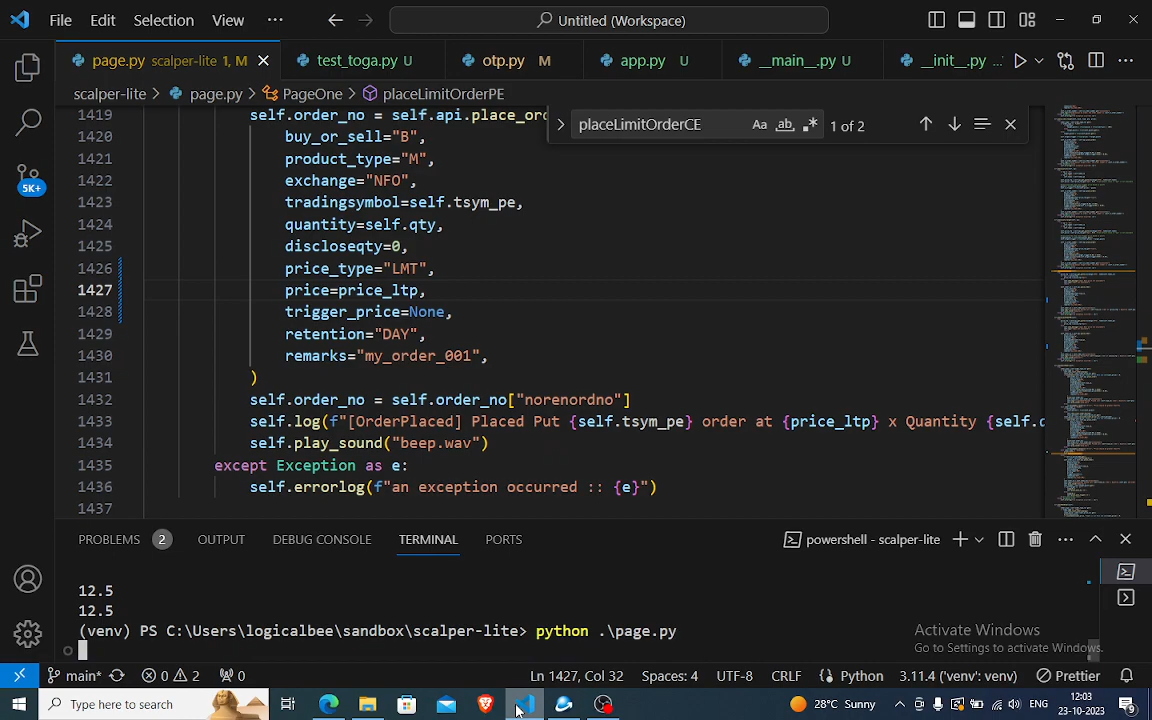 File Edit Selection View ··· Untitled (Workspace)
page.py scalper-lite 1, M test_toga.py U otp.py M app.py U __main__.py U __init__.py ...
scalper-lite > page.py > PageOne > placeLimitOrderPE
placeLimitOrderCE Aa ab .* 1 of 2
1419 self.order_no = self.api.place_ord
1420 buy_or_sell="B",
1421 product_type="M",
1422 exchange="NFO",
1423 tradingsymbol=self.tsym_pe,
1424 quantity=self.qty,
1425 discloseqty=0,
1426 price_type="LMT",
1427 price=price_ltp,
1428 trigger_price=None,
1429 retention="DAY",
1430 remarks="my_order_001",
1431 )
1432 self.order_no = self.order_no["norenordno"]
1433 self.log(f"[OrderPlaced] Placed Put {self.tsym_pe} order at {price_ltp} x Quantity {self.
1434 self.play_sound("beep.wav")
1435 except Exception as e:
1436 self.errorlog(f"an exception occurred :: {e}")
1437
5K+
PROBLEMS 2 OUTPUT DEBUG CONSOLE TERMINAL PORTS powershell - scalper-lite
12.5
12.5
(venv) PS C:\Users\logicalbee\sandbox\scalper-lite> python .\page.py
Activate Windows
Go to Settings to activate Windows.
main* 0 2 0 Ln 1427, Col 32 Spaces: 4 UTF-8 CRLF Python 3.11.4 ('venv': venv) Prettier
Type here to search 28°C Sunny 12:03
23-10-2023 9